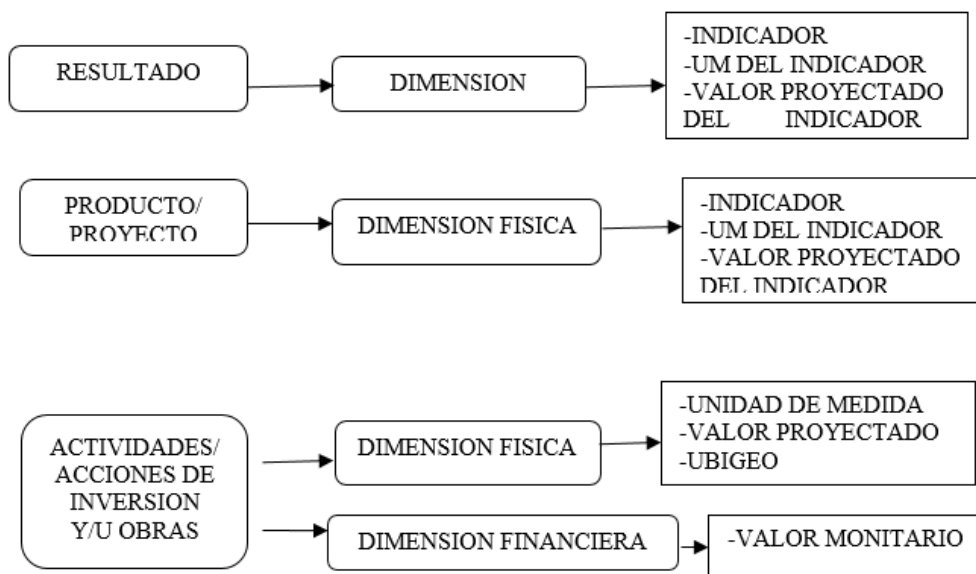 RESULTADO
DIMENSION
-INDICADOR
-UM DEL INDICADOR
-VALOR PROYECTADO
DEL INDICADOR
PRODUCTO/
PROYECTO
DIMENSION FISICA
-INDICADOR
-UM DEL INDICADOR
-VALOR PROYECTADO
DEL INDICADOR
ACTIVIDADES/
ACCIONES DE
INVERSION
Y/U OBRAS
DIMENSION FISICA
-UNIDAD DE MEDIDA
-VALOR PROYECTADO
-UBIGEO
DIMENSION FINANCIERA
-VALOR MONITARIO